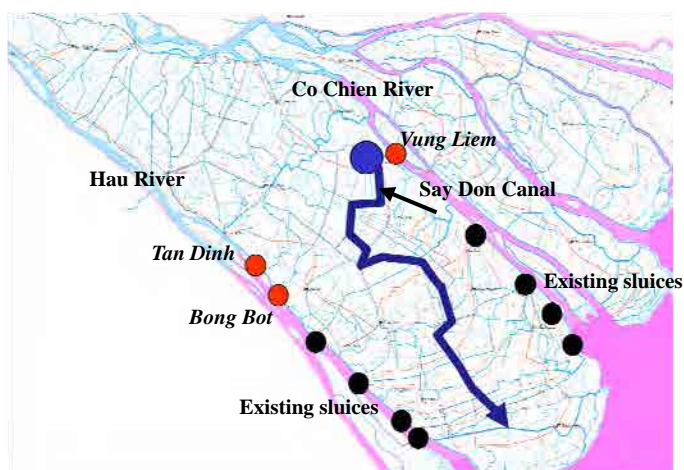 Co Chien River
Vung Liem
Hau River
Say Don Canal
Tan Dinh
Existing sluices
Bong Bot
Existing sluices